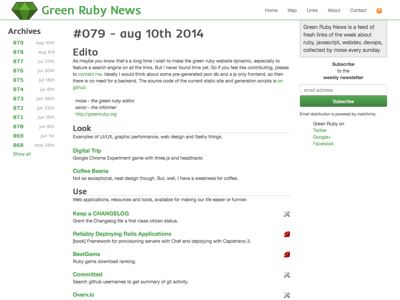 Green Ruby News
Home Map Links About Contact
Archives
079 aug 10th
078 aug 3rd
077 jul 27th
076 jul 20th
075 jul 15th
074 jul 6th
073 jun 29th
072 jun 22th
071 jun 15th
070 jun 8th
069 jun 1st
068 may 25th
Show all
#079 - aug 10th 2014
Edito
As maybe you know that's a long time I wish to make the green ruby website dynamic, especially to
feature a search engine on all the links. But I never found time yet. So if you feel like contributing, please
to contact me. Ideally I would think about some pre-generated json db and a js only frontend, so then
there is no need for a backend. The source code of the current static site and generation scripts is on
github
mose - the green ruby editor
xenor - the informer
http://greenruby.org
Look
Examples of UI/UX, graphic performance, web design and flashy things.
Digital Trip
Google Chrome Experiment game with three.js and headtrackr.
Coffee Beans
Not so exceptional, neat design though. But, well, I have a weakness for coffee.
Use
Web applications, resources and tools, available for making our life easier or funnier.
Keep a CHANGELOG
Grant the Changelog file a first class citizen status.
Reliably Deploying Rails Applications
[book] Framework for provisioning servers with Chef and deploying with Capistrano 3.
BestGems
Ruby gems download ranking.
Committed
Search github usernames to get summary of git activity.
Overv.io
Green Ruby News is a feed of
fresh links of the week about
ruby, javascript, webdev, devops,
collected by mose every sunday.
Subscribe
to the
weekly newsletter
email address
Subscribe
Email distribution is powered by mailchimp.
Green Ruby on
Twitter
Google+
Facebook